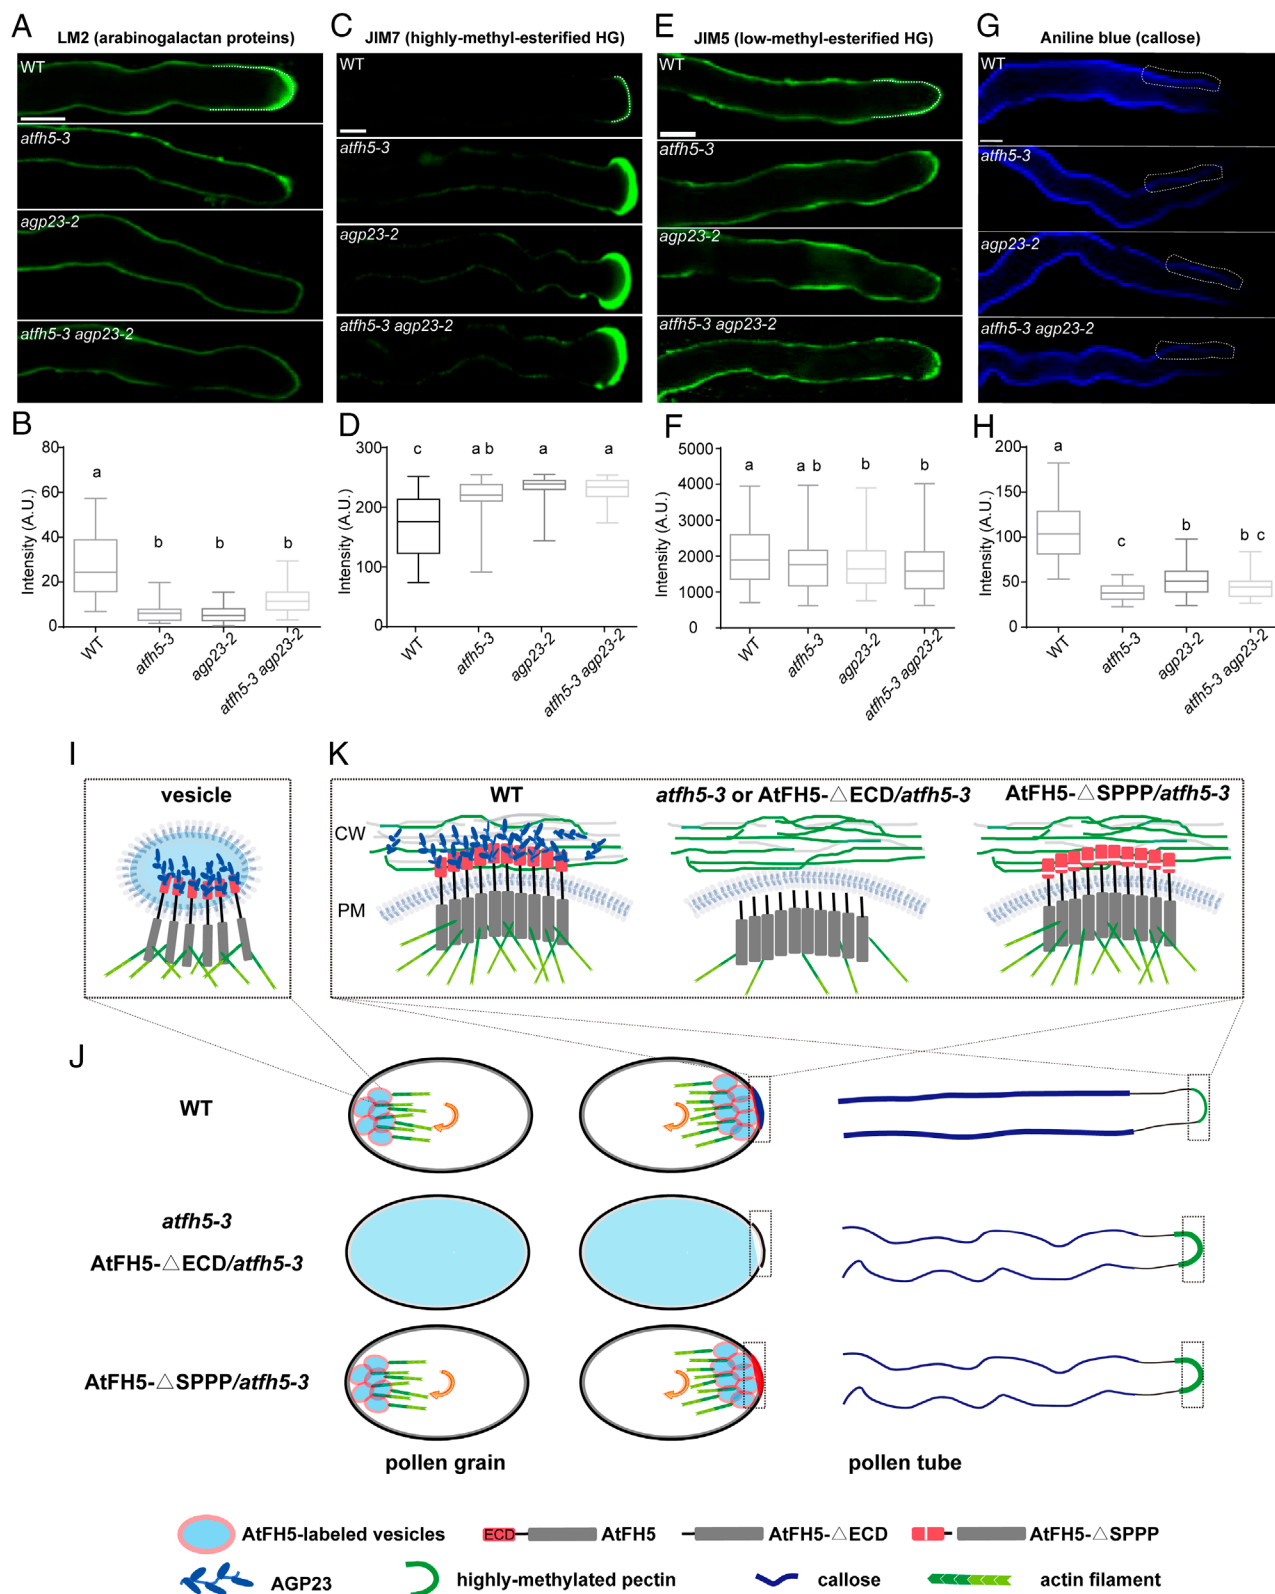 A
LM2 (arabinogalactan proteins)
WT
atfh5-3
agp23-2
atfh5-3 agp23-2
C
JIM7 (highly-methyl-esterified HG)
WT
atfh5-3
agp23-2
atfh5-3 agp23-2
E
JIM5 (low-methyl-esterified HG)
WT
atfh5-3
agp23-2
atfh5-3 agp23-2
G
Aniline blue (callose)
WT
atfh5-3
agp23-2
atfh5-3 agp23-2
B
Intensity (A.U.)
80
60
40
20
0
a
b
b
b
WT
atfh5-3
agp23-2
atfh5-3 agp23-2
D
Intensity (A.U.)
300
200
100
0
c
a b
a
a
WT
atfh5-3
agp23-2
atfh5-3 agp23-2
F
Intensity (A.U.)
5000
4000
3000
2000
1000
0
a
a b
b
b
WT
atfh5-3
agp23-2
atfh5-3 agp23-2
H
Intensity (A.U.)
200
150
100
50
0
a
c
b
b c
WT
atfh5-3
agp23-2
atfh5-3 agp23-2
I
vesicle
K
WT
atfh5-3 or AtFH5-△ECD/atfh5-3
AtFH5-△SPPP/atfh5-3
CW
PM
J
WT
atfh5-3
AtFH5-△ECD/atfh5-3
AtFH5-△SPPP/atfh5-3
pollen grain
pollen tube
AtFH5-labeled vesicles
ECD
AtFH5
AtFH5-△ECD
AtFH5-△SPPP
AGP23
highly-methylated pectin
callose
actin filament